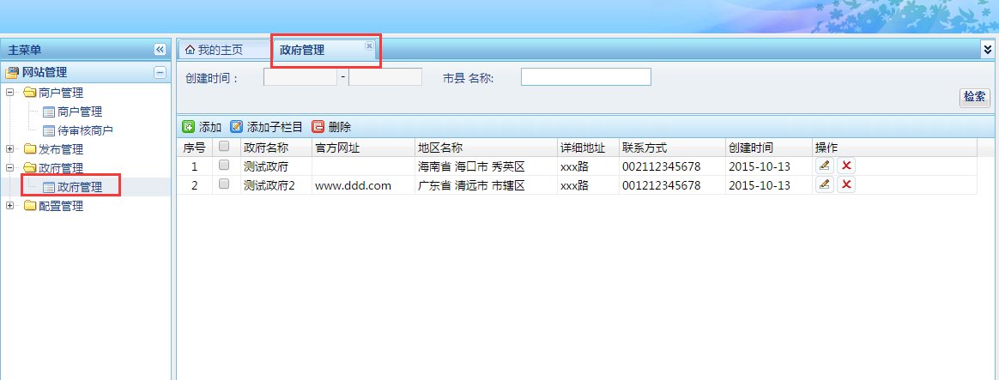 主菜单
网站管理
商户管理
商户管理
待审核商户
发布管理
政府管理
政府管理
配置管理
我的主页 政府管理
创建时间： - 市县 名称:
检索
添加 添加子栏目 删除
序号 政府名称 官方网址 地区名称 详细地址 联系方式 创建时间 操作
1 测试政府 海南省 海口市 秀英区 xxx路 002112345678 2015-10-13
2 测试政府2 www.ddd.com 广东省 清远市 市辖区 xxx路 001212345678 2015-10-13